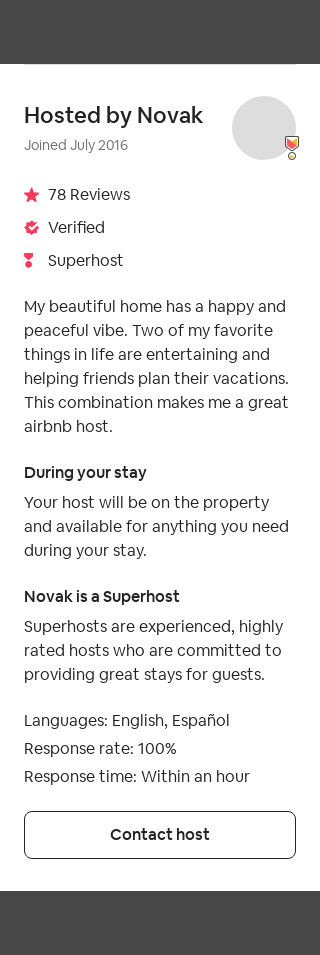 Hosted by Novak
Joined July 2016
78 Reviews
Verified
Superhost
My beautiful home has a happy and
peaceful vibe. Two of my favorite
things in life are entertaining and
helping friends plan their vacations.
This combination makes me a great
airbnb host.
During your stay
Your host will be on the property
and available for anything you need
during your stay.
Novak is a Superhost
Superhosts are experienced, highly
rated hosts who are committed to
providing great stays for guests.
Languages: English, Español
Response rate: 100%
Response time: Within an hour
Contact host